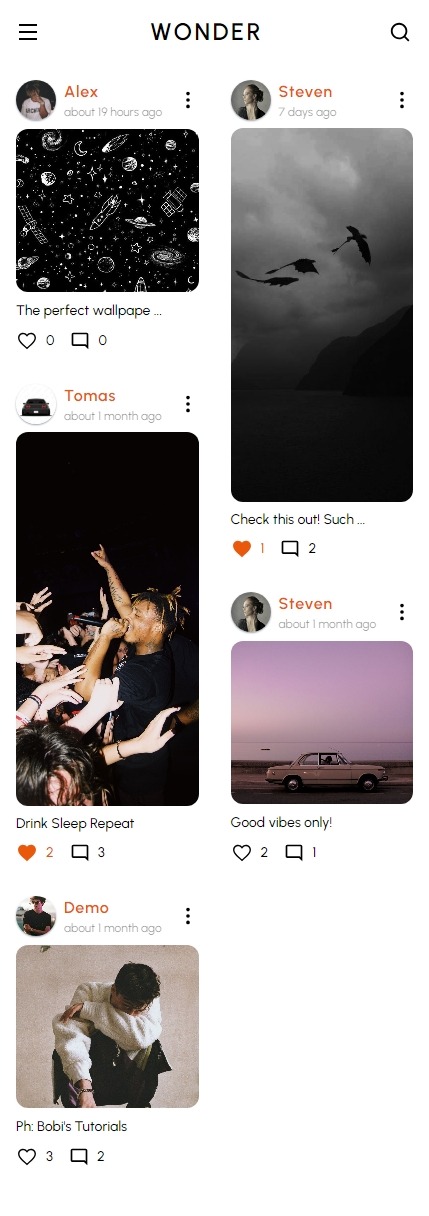 WONDER
Alex
about 19 hours ago
The perfect wallpape ...
0 0
Tomas
about 1 month ago
Drink Sleep Repeat
2 3
Demo
about 1 month ago
Ph: Bobi's Tutorials
3 2
Steven
7 days ago
Check this out! Such ...
1 2
Steven
about 1 month ago
Good vibes only!
2 1